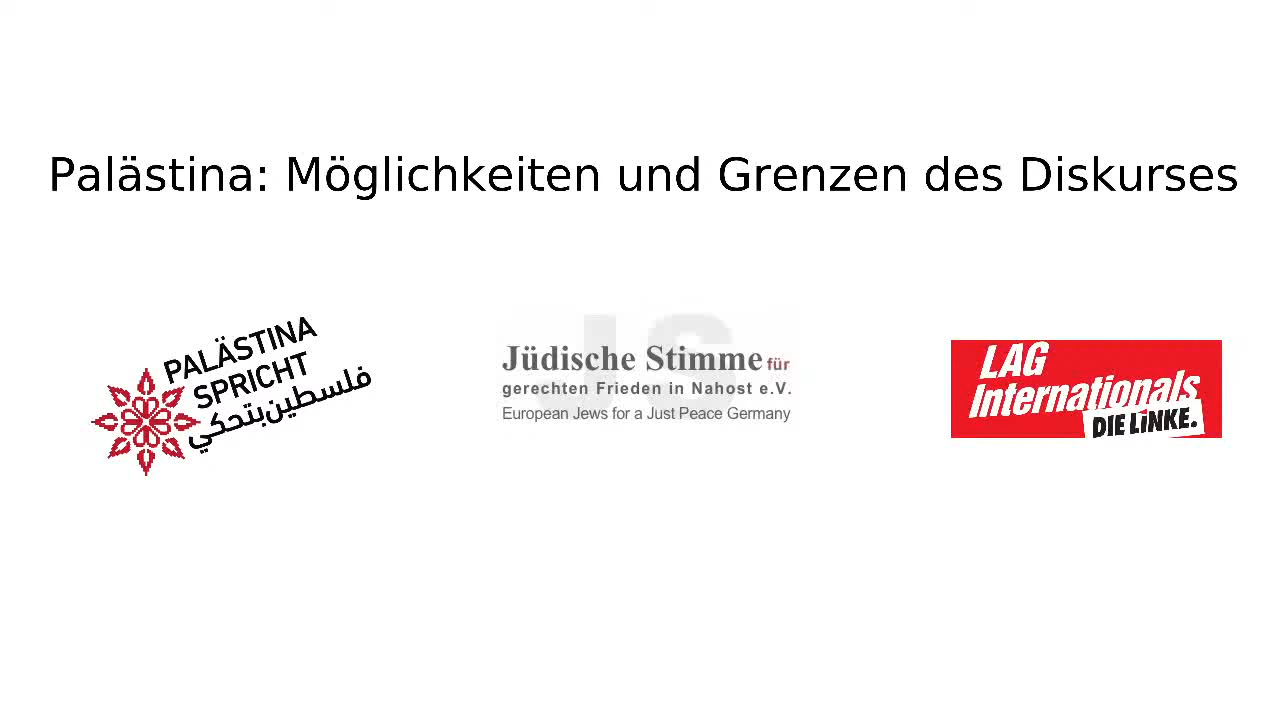 Palästina: Möglichkeiten und Grenzen des Diskurses
PALÄSTINA
SPRICHT
فلسطين بتحكي
JS
Jüdische Stimme für
gerechten Frieden in Nahost e.V.
European Jews for a Just Peace Germany
LAG
Internationals
DIE LiNKE.